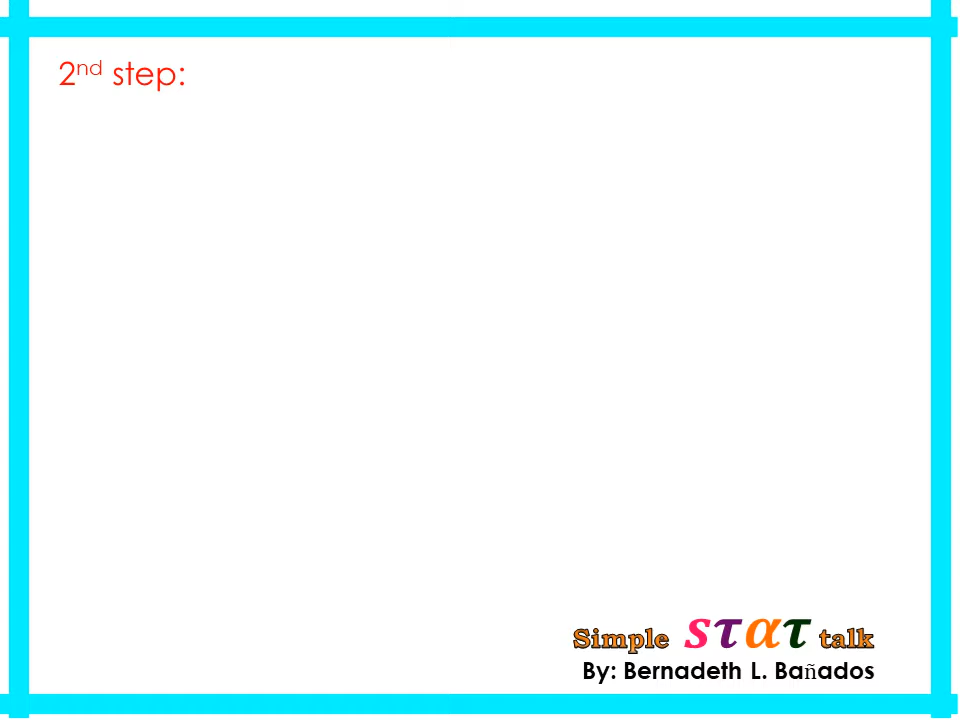 2nd step:
Simple sτατ talk
By: Bernadeth L. Bañados